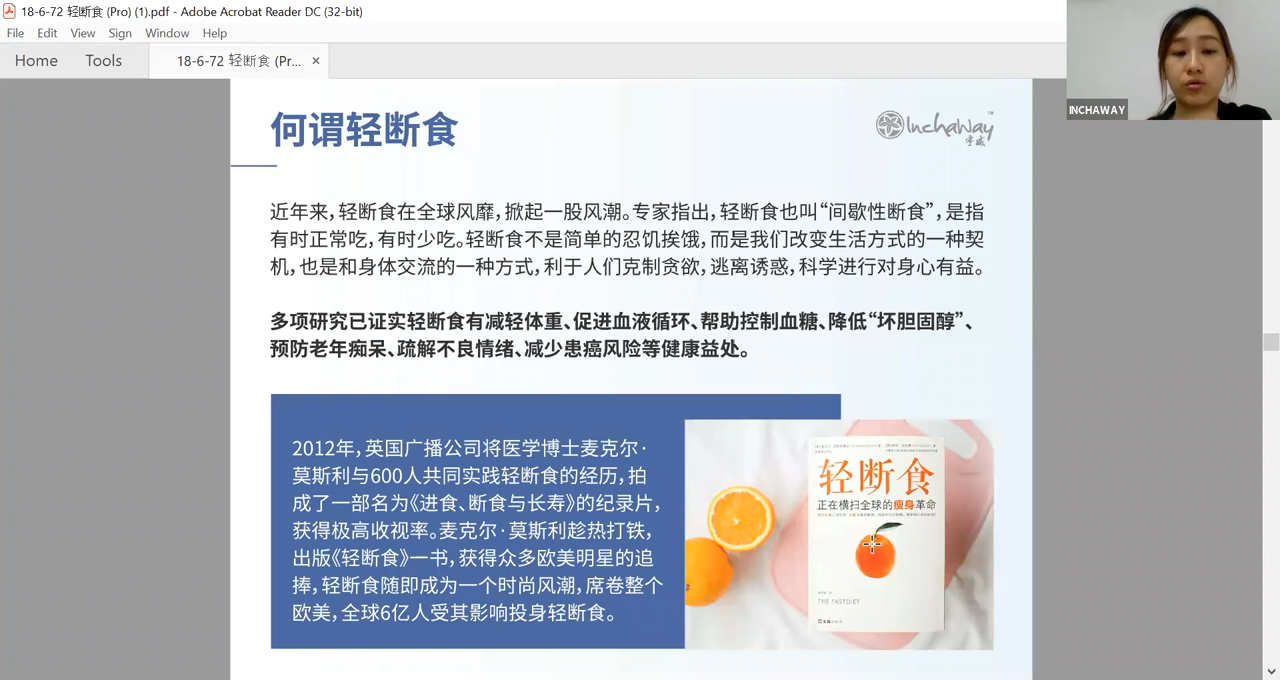 18-6-72 轻断食 (Pro) (1).pdf - Adobe Acrobat Reader DC (32-bit)
File Edit View Sign Window Help
Home Tools 18-6-72 轻断食 (Pr... ×
INCHAWAY
何谓轻断食
InchaWay™
宇威
近年来，轻断食在全球风靡，掀起一股风潮。专家指出，轻断食也叫“间歇性断食”，是指
有时正常吃，有时少吃。轻断食不是简单的忍饥挨饿，而是我们改变生活方式的一种契
机，也是和身体交流的一种方式，利于人们克制贪欲，逃离诱惑，科学进行对身心有益。
多项研究已证实轻断食有减轻体重、促进血液循环、帮助控制血糖、降低“坏胆固醇”、
预防老年痴呆、疏解不良情绪、减少患癌风险等健康益处。
2012年，英国广播公司将医学博士麦克尔·
莫斯利与600人共同实践轻断食的经历，拍
成了一部名为《进食、断食与长寿》的纪录片，
获得极高收视率。麦克尔·莫斯利趁热打铁，
出版《轻断食》一书，获得众多欧美明星的追
捧，轻断食随即成为一个时尚风潮，席卷整个
欧美，全球6亿人受其影响投身轻断食。
轻断食
正在横扫全球的瘦身革命
THE FASTDIET